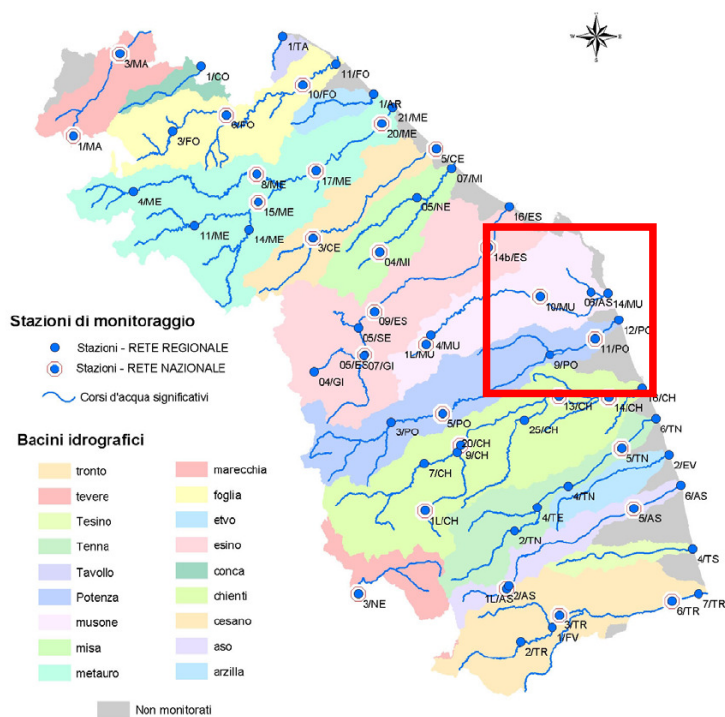 N
W
E
S
3/MA
1/CO
1/TA
11/FO
10/FO
1/AR
21/ME
20/ME
6/FO
3/FO
1/MA
5/CE
07/MI
8/ME
17/ME
4/ME
15/ME
05/NE
16/ES
11/ME
14/ME
3/CE
04/MI
14b/ES
10/MU
06/AS
14/MU
12/PO
09/ES
05/SE
4/MU
1L/MU
11/PO
05/ES
07/GI
9/PO
04/GI
16/CH
13/CH
14/CH
5/PO
3/PO
25/CH
6/TN
20/CH
9/CH
5/TN
2/EV
7/CH
4/TN
6/AS
1L/CH
4/TE
5/AS
2/TN
4/TS
3/NE
1L/AS
2/AS
7/TR
6/TR
3/TR
1/FV
2/TR
Stazioni di monitoraggio
Stazioni - RETE REGIONALE
Stazioni - RETE NAZIONALE
Corsi d'acqua significativi
Bacini idrografici
tronto
marecchia
tevere
foglia
Tesino
etvo
Tenna
esino
Tavollo
conca
Potenza
chienti
musone
cesano
misa
aso
metauro
arzilla
Non monitorati